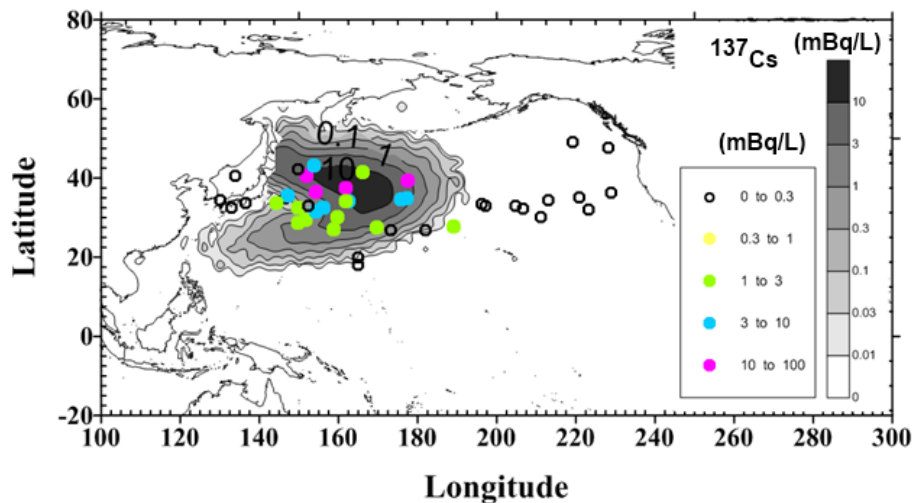 80
60
40
20
0
-20
Latitude
100 120 140 160 180 200 220 240 260 280 300
Longitude
0.1
1
10
¹³⁷Cs (mBq/L)
(mBq/L)
0 to 0.3
0.3 to 1
1 to 3
3 to 10
10 to 100
10
3
1
0.3
0.1
0.03
0.01
0